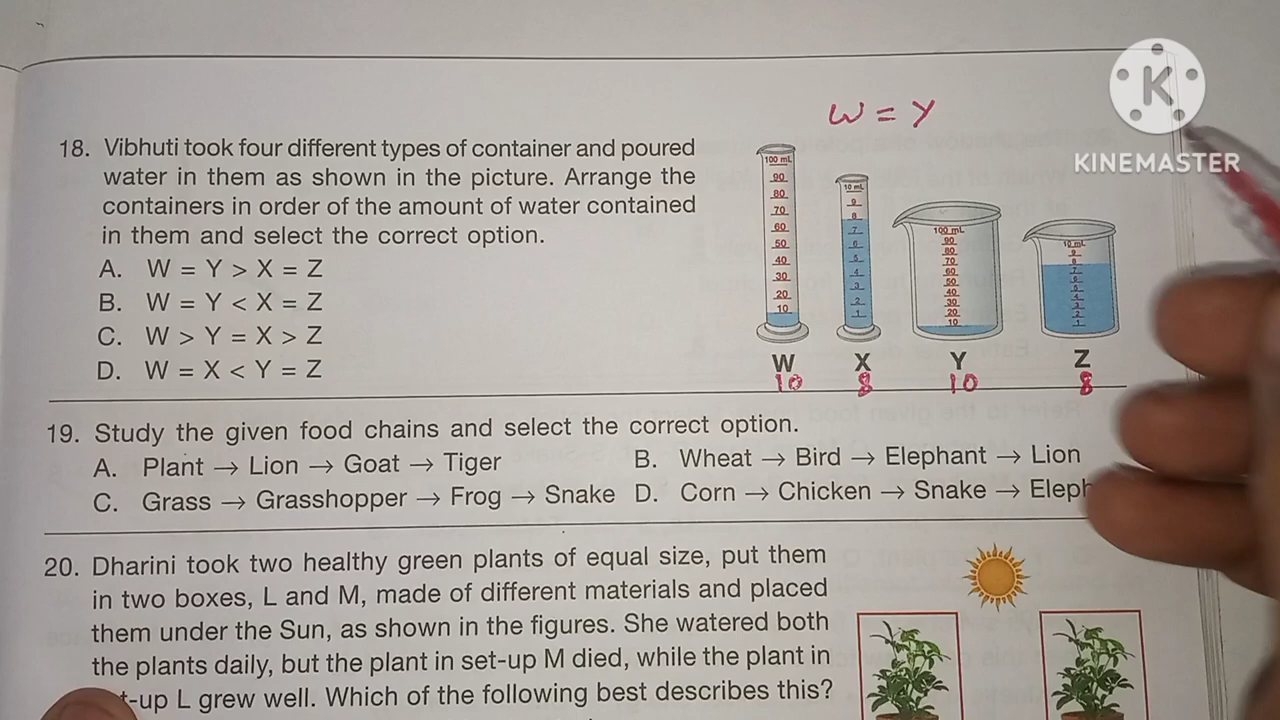 W = Y
KINEMASTER
18. Vibhuti took four different types of container and poured
water in them as shown in the picture. Arrange the
containers in order of the amount of water contained
in them and select the correct option.
A. W = Y > X = Z
B. W = Y < X = Z
C. W > Y = X > Z
D. W = X < Y = Z
100 mL
90
80
70
60
50
40
30
20
10
10 mL
9
8
7
6
5
4
3
2
1
100 mL
90
80
70
60
50
40
30
20
10
10 mL
9
8
7
6
5
4
3
2
1
W X Y Z
10 8 10 8
19. Study the given food chains and select the correct option.
A. Plant → Lion → Goat → Tiger B. Wheat → Bird → Elephant → Lion
C. Grass → Grasshopper → Frog → Snake D. Corn → Chicken → Snake → Eleph
20. Dharini took two healthy green plants of equal size, put them
in two boxes, L and M, made of different materials and placed
them under the Sun, as shown in the figures. She watered both
the plants daily, but the plant in set-up M died, while the plant in
t-up L grew well. Which of the following best describes this?